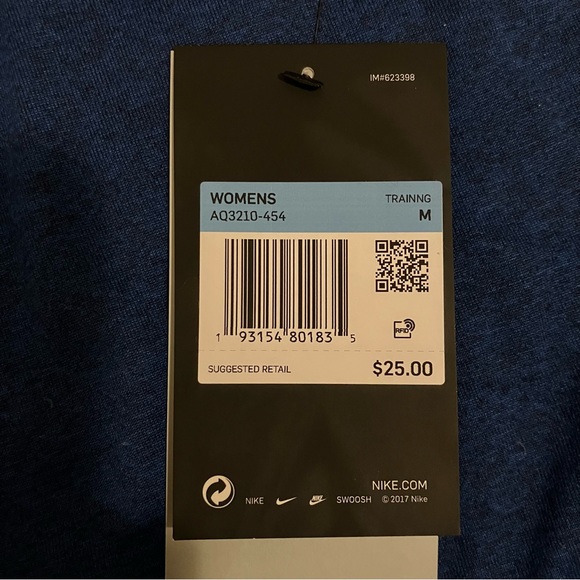 IM#623398
WOMENS TRAINNG
AQ3210-454 M
1 93154 80183 5
RFID
SUGGESTED RETAIL $25.00
NIKE.COM
NIKE NIKE SWOOSH © 2017 Nike